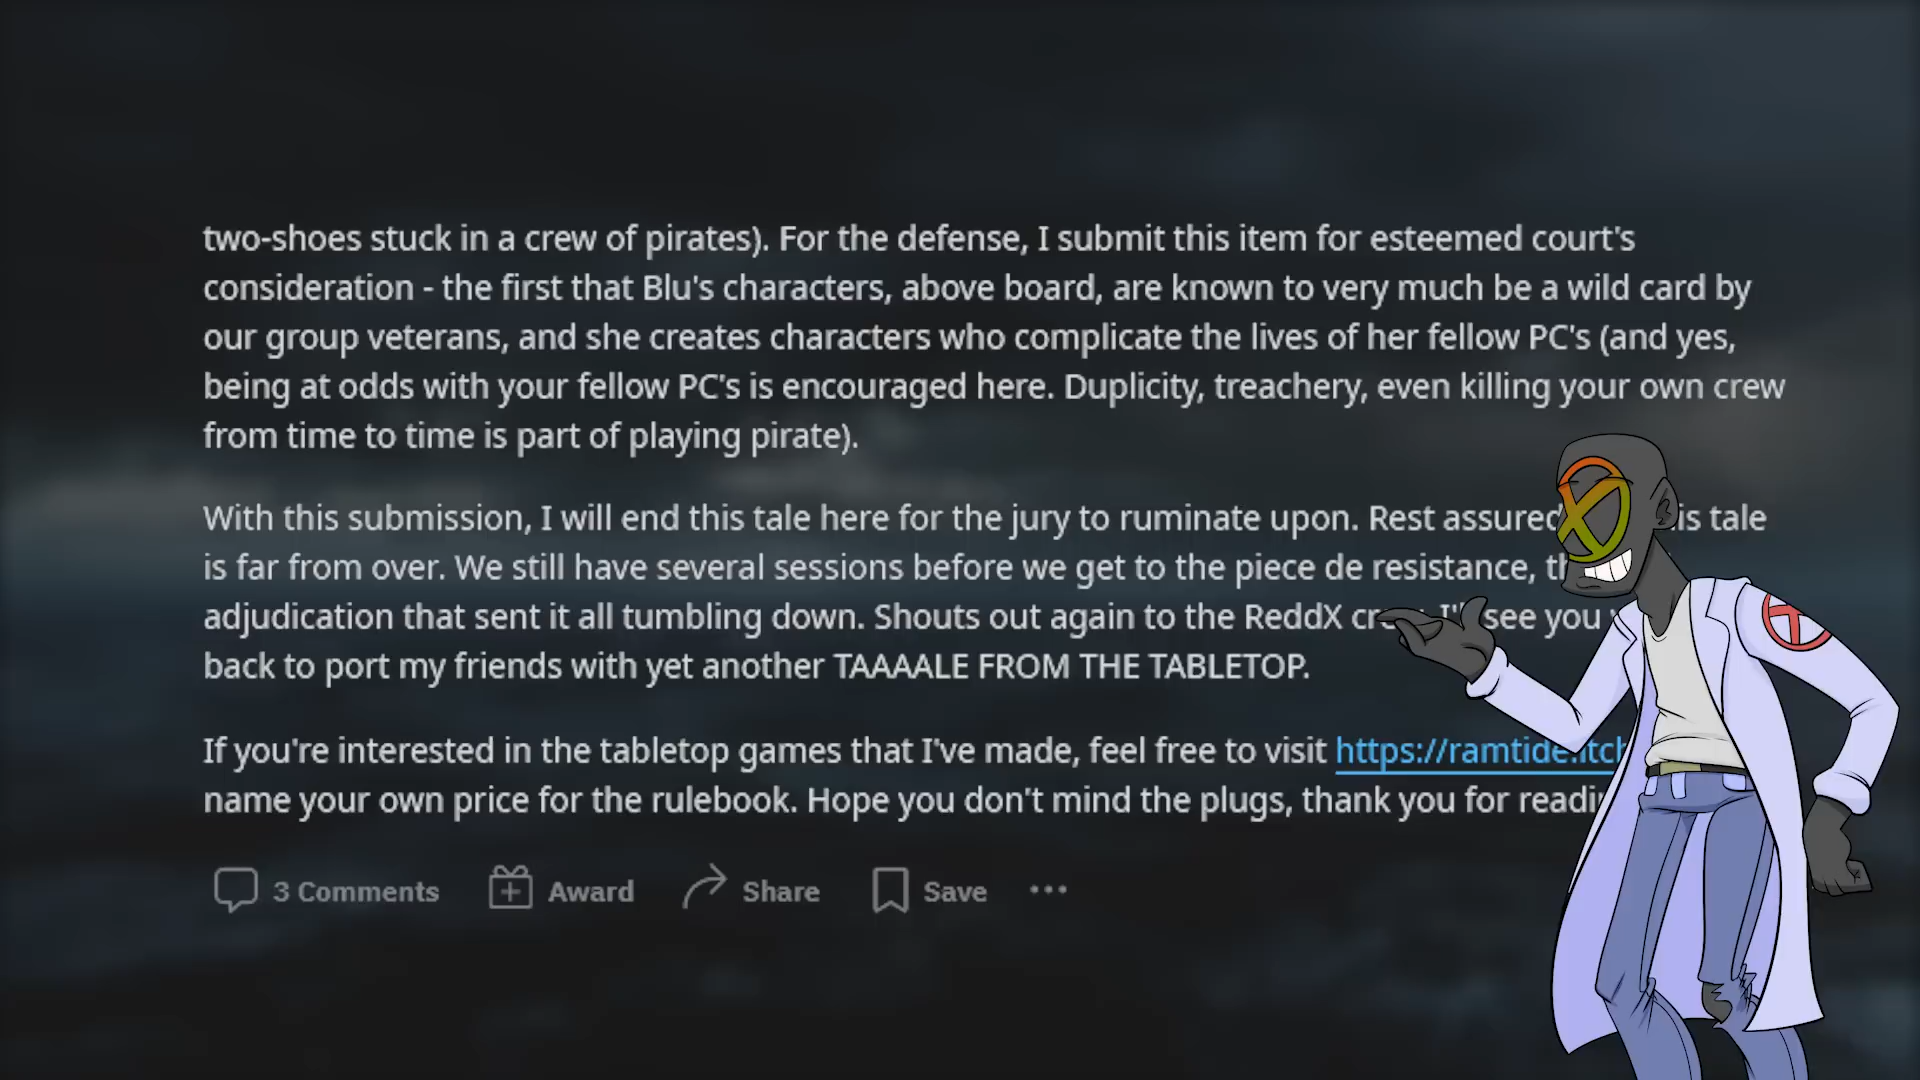 two-shoes stuck in a crew of pirates). For the defense, I submit this item for esteemed court's
consideration - the first that Blu's characters, above board, are known to very much be a wild card by
our group veterans, and she creates characters who complicate the lives of her fellow PC's (and yes,
being at odds with your fellow PC's is encouraged here. Duplicity, treachery, even killing your own crew
from time to time is part of playing pirate).
With this submission, I will end this tale here for the jury to ruminate upon. Rest assured is tale
is far from over. We still have several sessions before we get to the piece de resistance,
adjudication that sent it all tumbling down. Shouts out again to the ReddX see you
back to port my friends with yet another TAAAALE FROM THE TABLETOP.
If you're interested in the tabletop games that I've made, feel free to visit https://ramtide.itch
name your own price for the rulebook. Hope you don't mind the plugs, thank you for
3 Comments Award Share Save ...